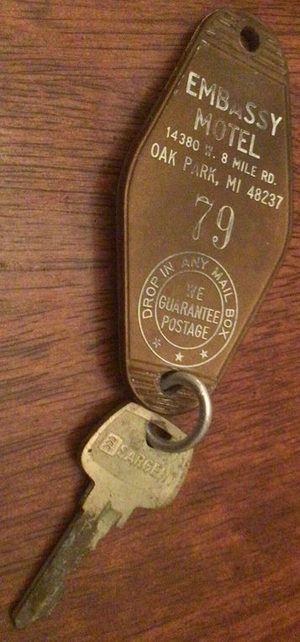 EMBASSY
MOTEL
14380 W. 8 MILE RD.
OAK PARK, MI 48237
79
DROP IN ANY MAIL BOX
WE
GUARANTEE
POSTAGE